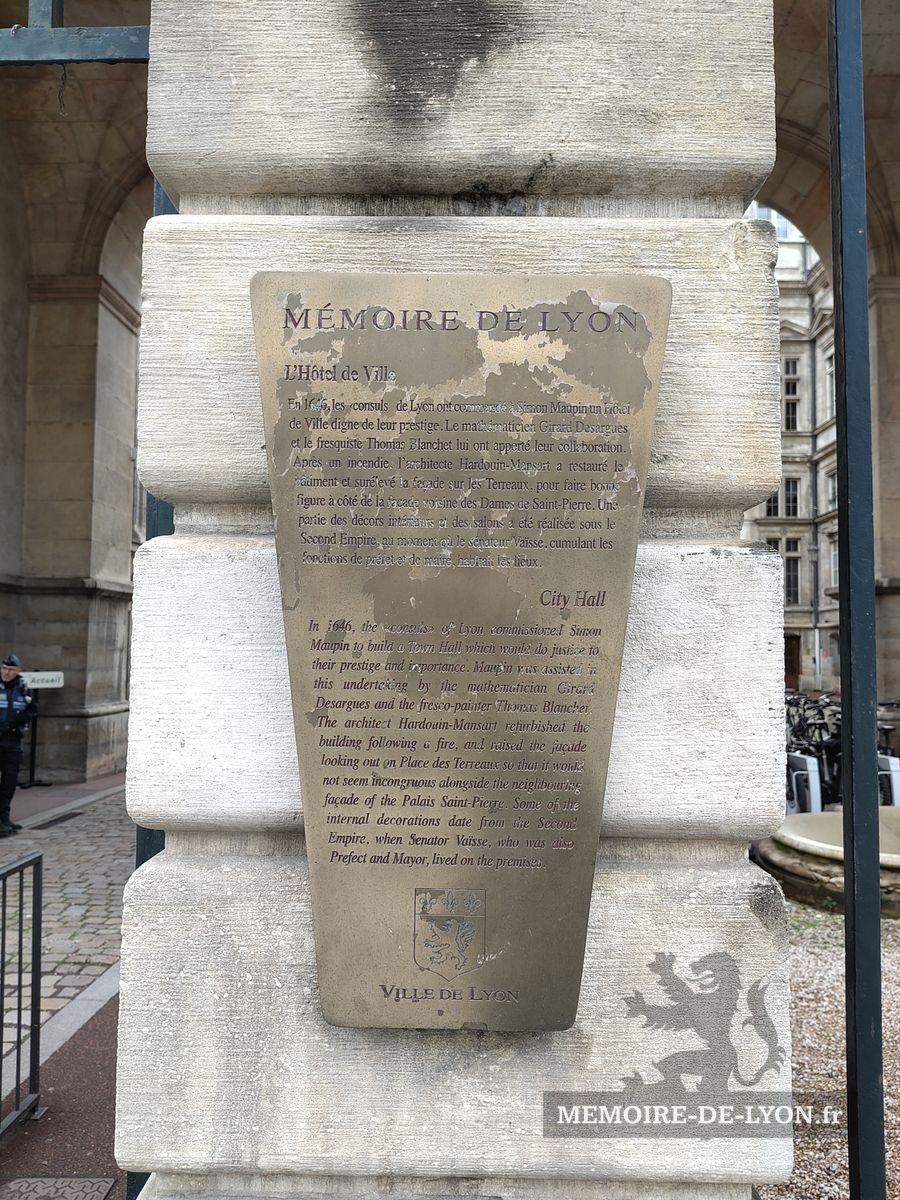 MÉMOIRE DE LYON
L'Hôtel de Ville
En 1646, les consuls de Lyon ont commandé à Simon Maupin un Hôtel
de Ville digne de leur prestige. Le mathématicien Girard Desargues
et le fresquiste Thomas Blanchet lui ont apporté leur collaboration.
Après un incendie, l'architecte Hardouin-Mansart a restauré le
bâtiment et surélevé la façade sur les Terreaux, pour faire bonne
figure à côté de la façade voisine des Dames de Saint-Pierre. Une
partie des décors intérieurs et des salons a été réalisée sous le
Second Empire, au moment où le sénateur Vaïsse, cumulant les
fonctions de préfet et de maire, habitait les lieux.
City Hall
In 1646, the «consuls» of Lyon commissioned Simon
Maupin to build a Town Hall which would do justice to
their prestige and importance. Maupin was assisted in
this undertaking by the mathematician Girard
Desargues and the fresco-painter Thomas Blanchet.
The architect Hardouin-Mansart refurbished the
building following a fire, and raised the façade
looking out on Place des Terreaux so that it would
not seem incongruous alongside the neighbouring
façade of the Palais Saint-Pierre. Some of the
internal decorations date from the Second
Empire, when Senator Vaïsse, who was also
Prefect and Mayor, lived on the premises.
VILLE DE LYON
Accueil
MEMOIRE-DE-LYON.fr